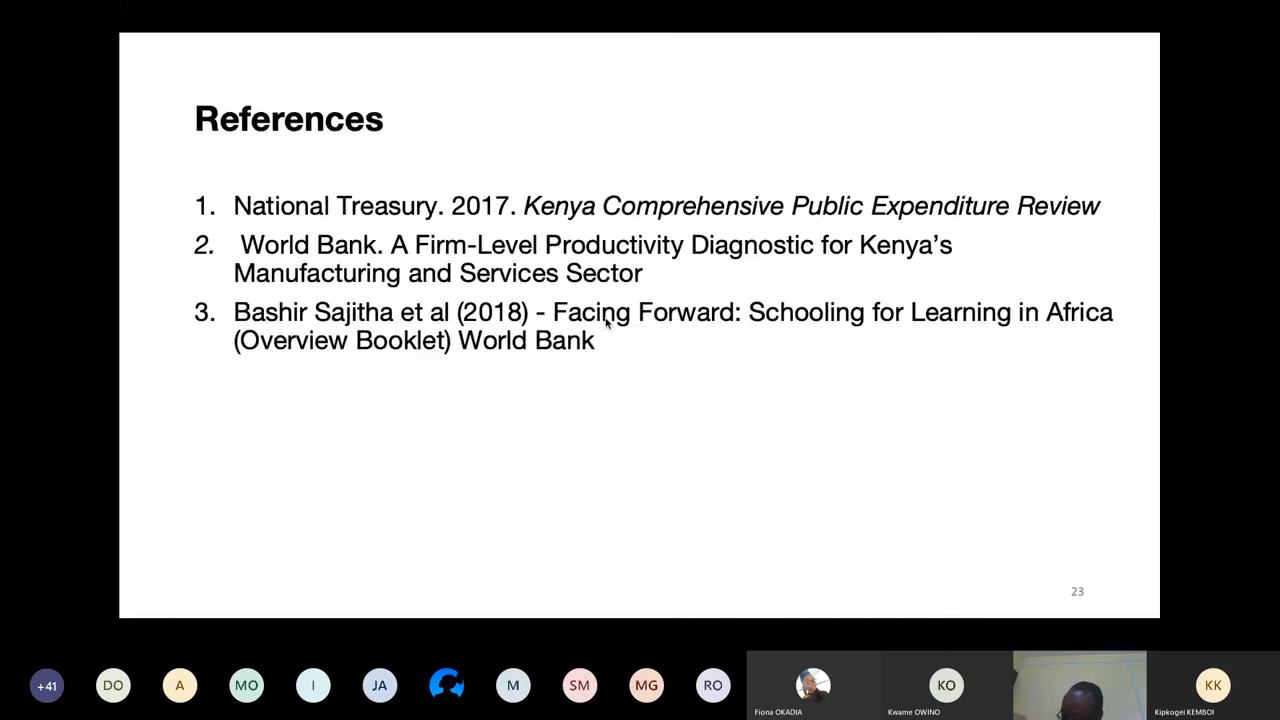 References
1. National Treasury. 2017. Kenya Comprehensive Public Expenditure Review
2. World Bank. A Firm-Level Productivity Diagnostic for Kenya’s
Manufacturing and Services Sector
3. Bashir Sajitha et al (2018) - Facing Forward: Schooling for Learning in Africa
(Overview Booklet) World Bank
23
+41 DO A MO I JA M SM MG RO KO KK
Fiona OKADIA Kwame OWINO Kipkogei KEMBOI